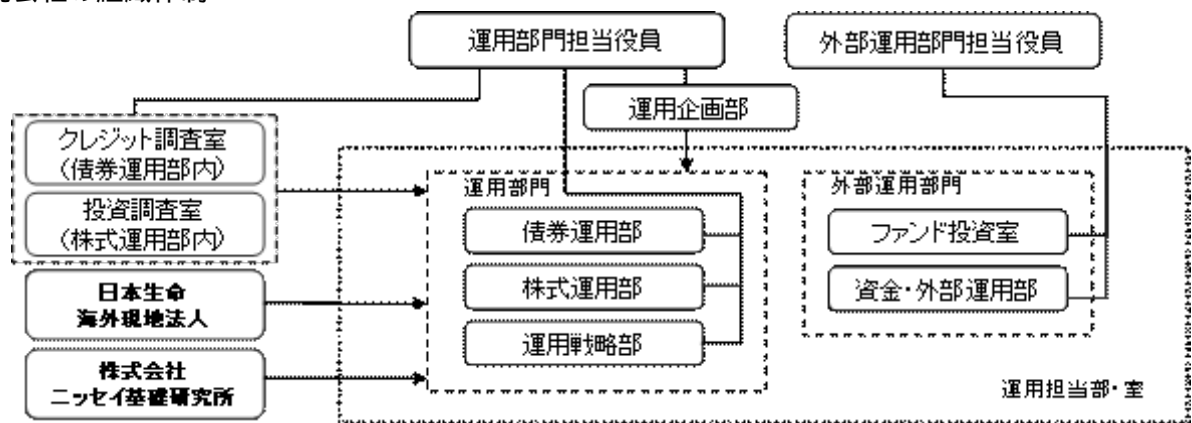 運用部門担当役員
外部運用部門担当役員
運用企画部
クレジット調査室
(債券運用部内)
投資調査室
(株式運用部内)
日本生命
海外現地法人
株式会社
ニッセイ基礎研究所
運用部門
債券運用部
株式運用部
運用戦略部
外部運用部門
ファンド投資室
資金・外部運用部
運用担当部・室